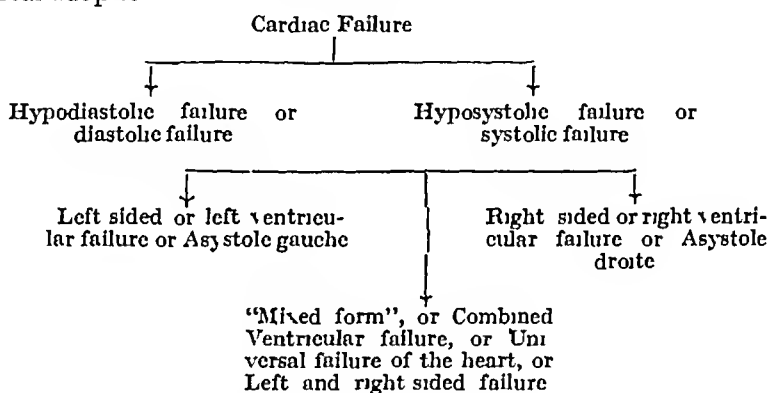 Cardiac Failure
Hypodiastolic failure or
diastolic failure
Hyposystolic failure or
systolic failure
Left sided or left ventricu-
lar failure or Asystole gauche
Right sided or right ventri-
cular failure or Asystole
droite
"Mixed form", or Combined
Ventricular failure, or Uni
versal failure of the heart, or
Left and right sided failure